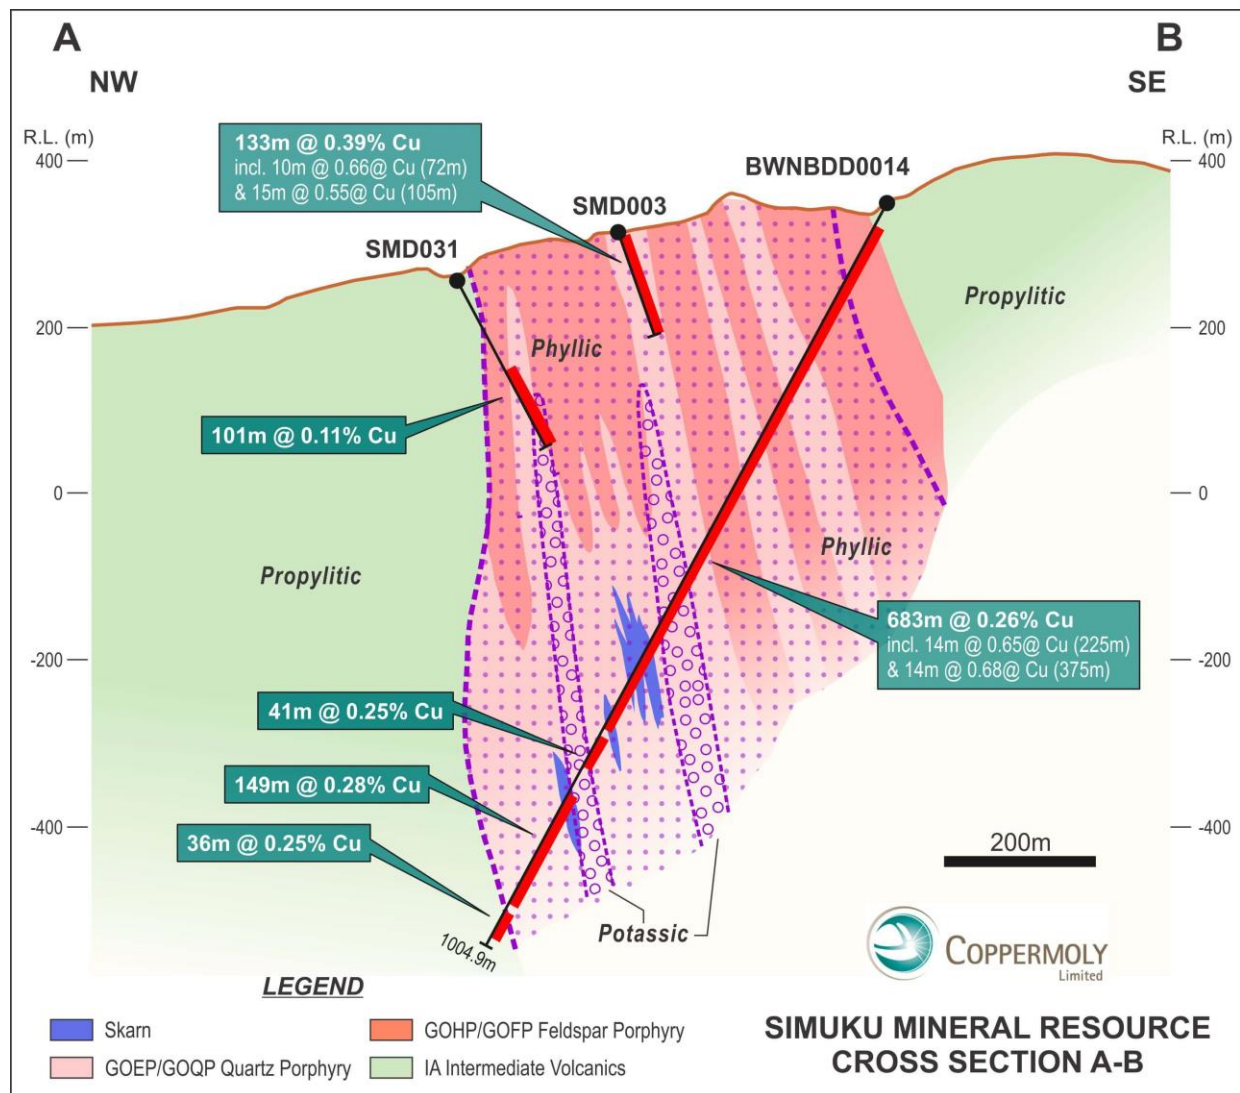 A
B
NW
SE
R.L. (m)
R.L. (m)
400
400
133m @ 0.39% Cu
incl. 10m @ 0.66@ Cu (72m)
& 15m @ 0.55@ Cu (105m)
BWNBDD0014
SMD003
SMD031
Propylitic
200
200
Phyllic
101m @ 0.11% Cu
0
0
Phyllic
Propylitic
683m @ 0.26% Cu
incl. 14m @ 0.65@ Cu (225m)
& 14m @ 0.68@ Cu (375m)
-200
-200
41m @ 0.25% Cu
149m @ 0.28% Cu
-400
-400
36m @ 0.25% Cu
200m
Potassic
1004.9m
COPPERMOLY
Limited
LEGEND
Skarn
GOHP/GOFP Feldspar Porphyry
GOEP/GOQP Quartz Porphyry
IA Intermediate Volcanics
SIMUKU MINERAL RESOURCE
CROSS SECTION A-B